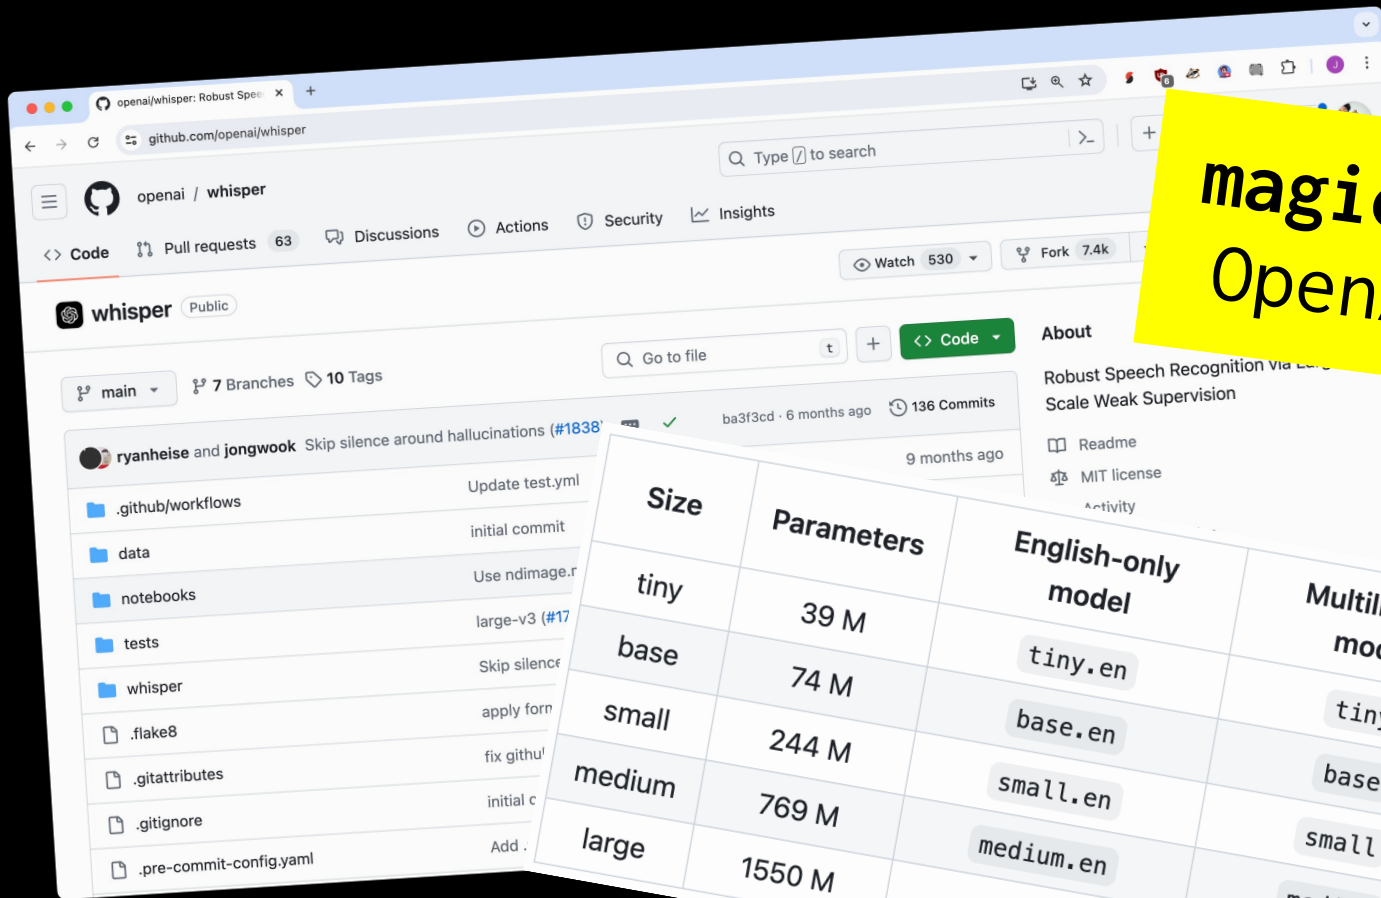 openai/whisper: Robust Spee
github.com/openai/whisper
6
J
openai / whisper
Type / to search
Code
Pull requests 63
Discussions
Actions
Security
Insights
magic
Open
whisper Public
Watch 530
Fork 7.4k
main
7 Branches
10 Tags
Go to file
t
Code
About
Robust Speech Recognition via
Scale Weak Supervision
Readme
MIT license
Activity
ryanheise and jongwook Skip silence around hallucinations (#1838)
ba3f3cd · 6 months ago
136 Commits
.github/workflows
Update test.yml
9 months ago
data
initial commit
notebooks
Use ndimage.
tests
large-v3 (#17
whisper
Skip silence
.flake8
apply form
.gitattributes
fix githu
.gitignore
initial c
.pre-commit-config.yaml
Add .
Size Parameters English-only
model
tiny 39 M tiny.en
base 74 M base.en base
small 244 M small.en small
medium 769 M medium.en
large 1550 M